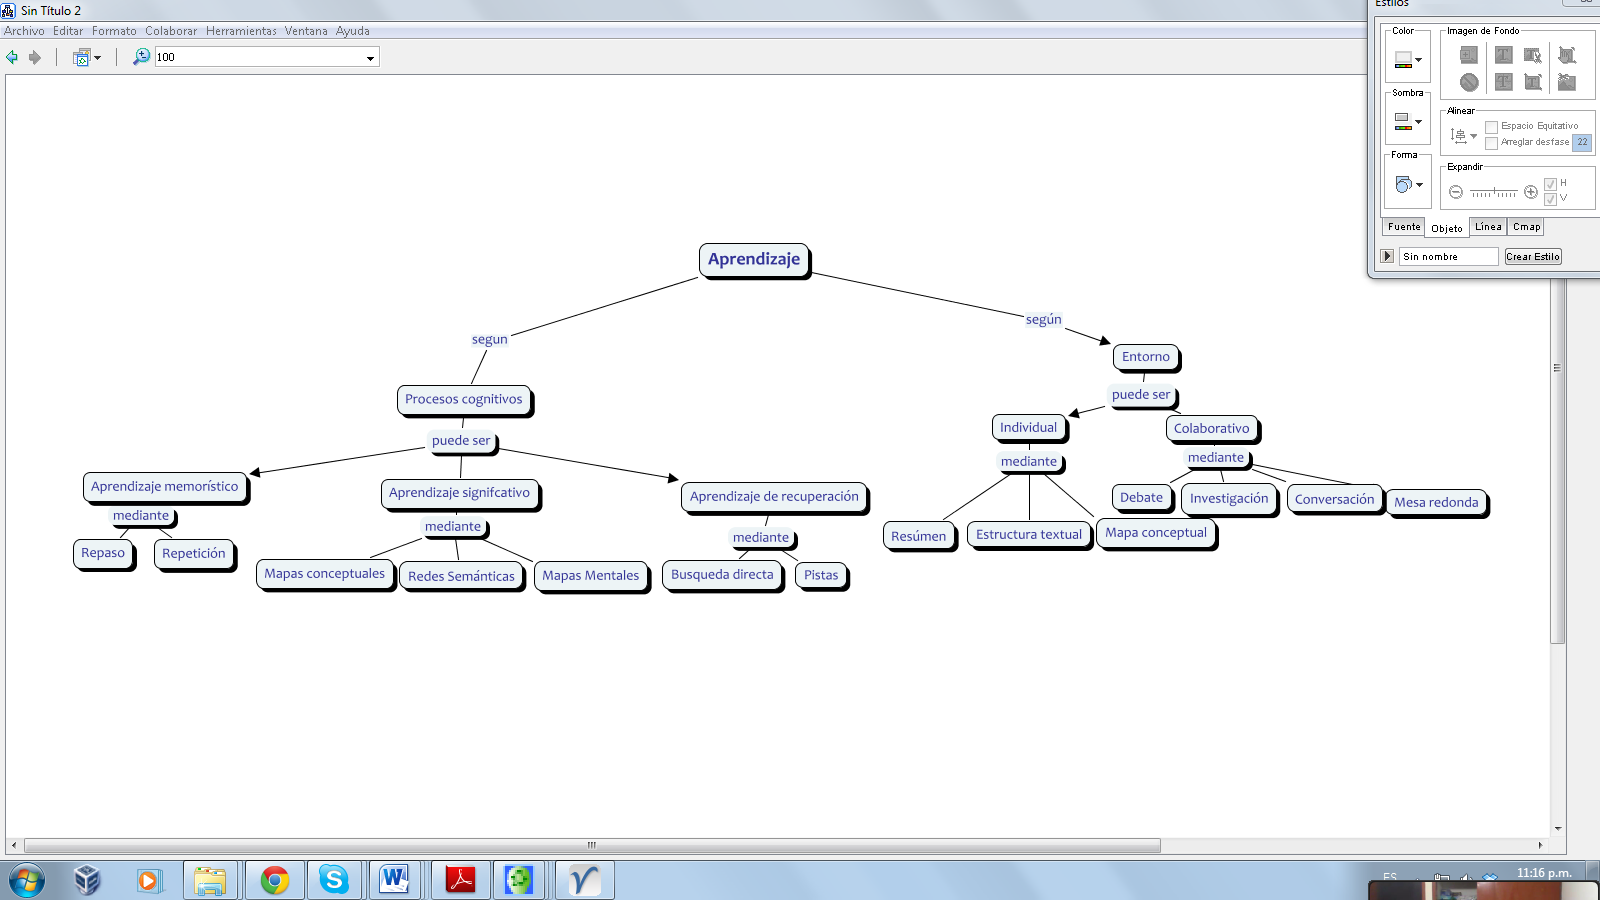 Sin Título 2
Estilos
Archivo Editar Formato Colaborar Herramientas Ventana Ayuda
100
Color
Imagen de Fondo
Sombra
Alinear
Espacio Equitativo
Arreglar desfase 22
Forma
Expandir
H
V
Fuente Objeto Línea Cmap
Sin nombre Crear Estilo
Aprendizaje
segun
según
Procesos cognitivos
Entorno
puede ser
puede ser
Individual
Colaborativo
mediante
mediante
Aprendizaje memorístico
Aprendizaje signifcativo
Aprendizaje de recuperación
mediante
mediante
mediante
Repaso
Repetición
Mapas conceptuales
Redes Semánticas
Mapas Mentales
Busqueda directa
Pistas
Resúmen
Estructura textual
Mapa conceptual
Debate
Investigación
Conversación
Mesa redonda
ES
11:16 p.m.